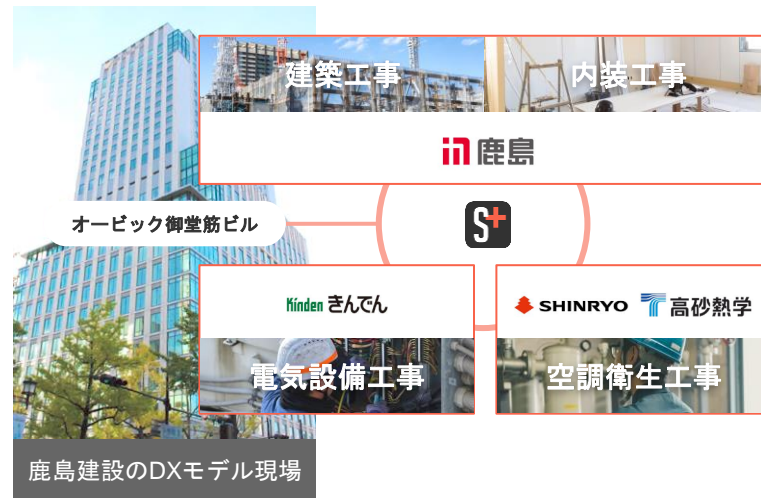 建築工事
内装工事
鹿島
オービック御堂筋ビル
S+
Kinden きんでん
SHINRYO 高砂熱学
電気設備工事
空調衛生工事
鹿島建設のDXモデル現場